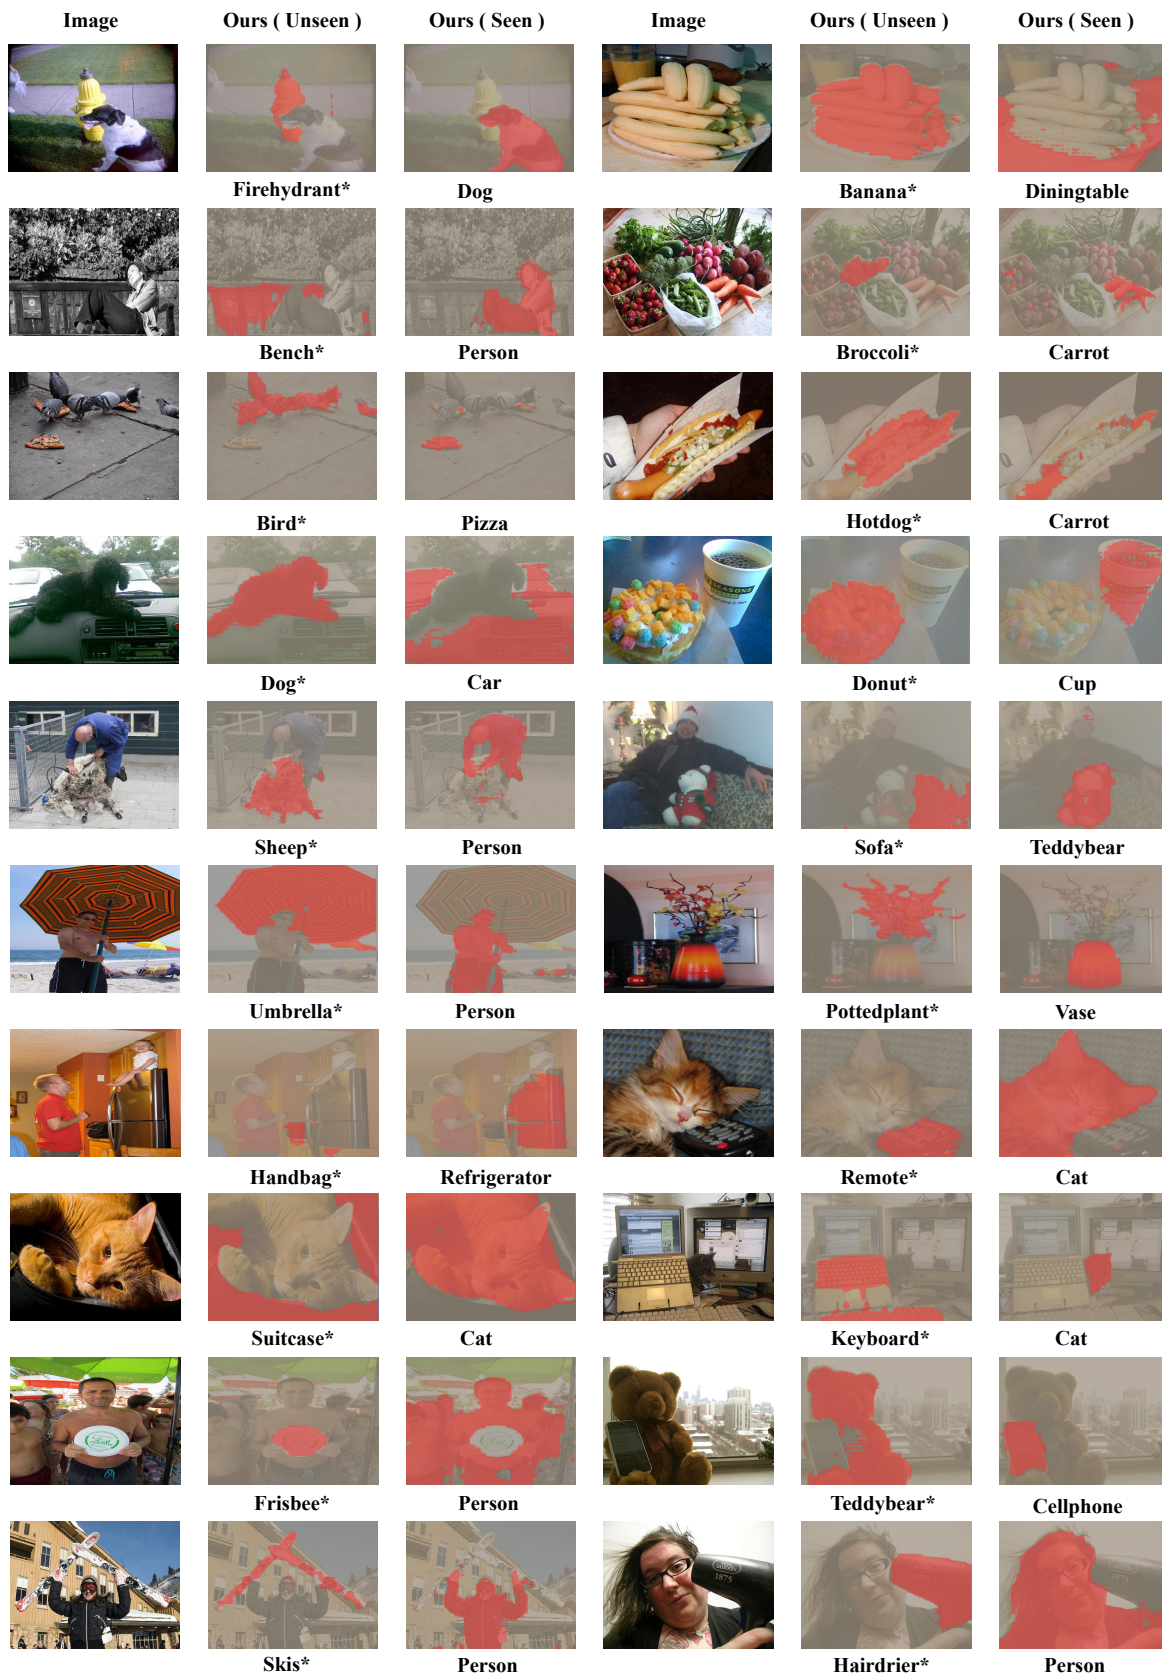 Image Ours ( Unseen ) Ours ( Seen ) Image Ours ( Unseen ) Ours ( Seen )
Firehydrant* Dog Banana* Diningtable
Bench* Person Broccoli* Carrot
Bird* Pizza Hotdog* Carrot
Q
SEASONS
Dog* Car Donut* Cup
Sheep* Person Sofa* Teddybear
Umbrella* Person Pottedplant* Vase
Handbag* Refrigerator Remote* Cat
Suitcase* Cat Keyboard* Cat
Frisbee* Person Teddybear* Cellphone
1875
Skis* Person Hairdrier* Person